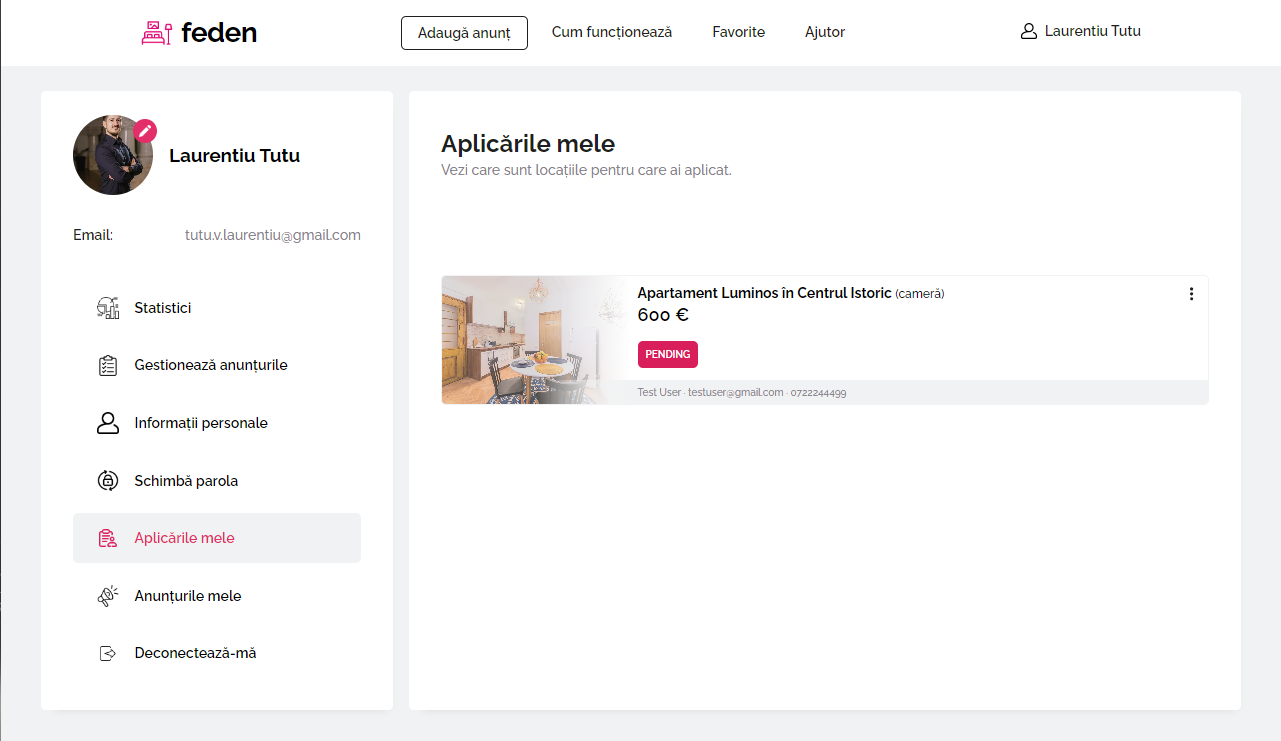 feden
Adaugă anunț
Cum funcționează
Favorite
Ajutor
Laurentiu Tutu
Laurentiu Tutu
Email: tutu.v.laurentiu@gmail.com
Statistici
Gestionează anunțurile
Informații personale
Schimbă parola
Aplicările mele
Anunțurile mele
Deconectează-mă
Aplicările mele
Vezi care sunt locațiile pentru care ai aplicat.
Apartament Luminos în Centrul Istoric (cameră)
600 €
PENDING
Test User · testuser@gmail.com · 0722244499